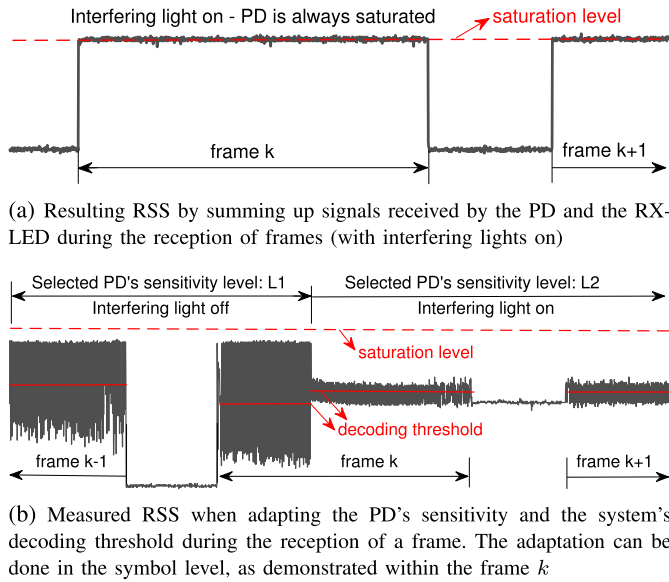 Interfering light on - PD is always saturated
saturation level
frame k
frame k+1
(a) Resulting RSS by summing up signals received by the PD and the RX-
LED during the reception of frames (with interfering lights on)
Selected PD's sensitivity level: L1
Selected PD's sensitivity level: L2
Interfering light off
Interfering light on
saturation level
decoding threshold
frame k-1
frame k
frame k+1
(b) Measured RSS when adapting the PD's sensitivity and the system's
decoding threshold during the reception of a frame. The adaptation can be
done in the symbol level, as demonstrated within the frame k